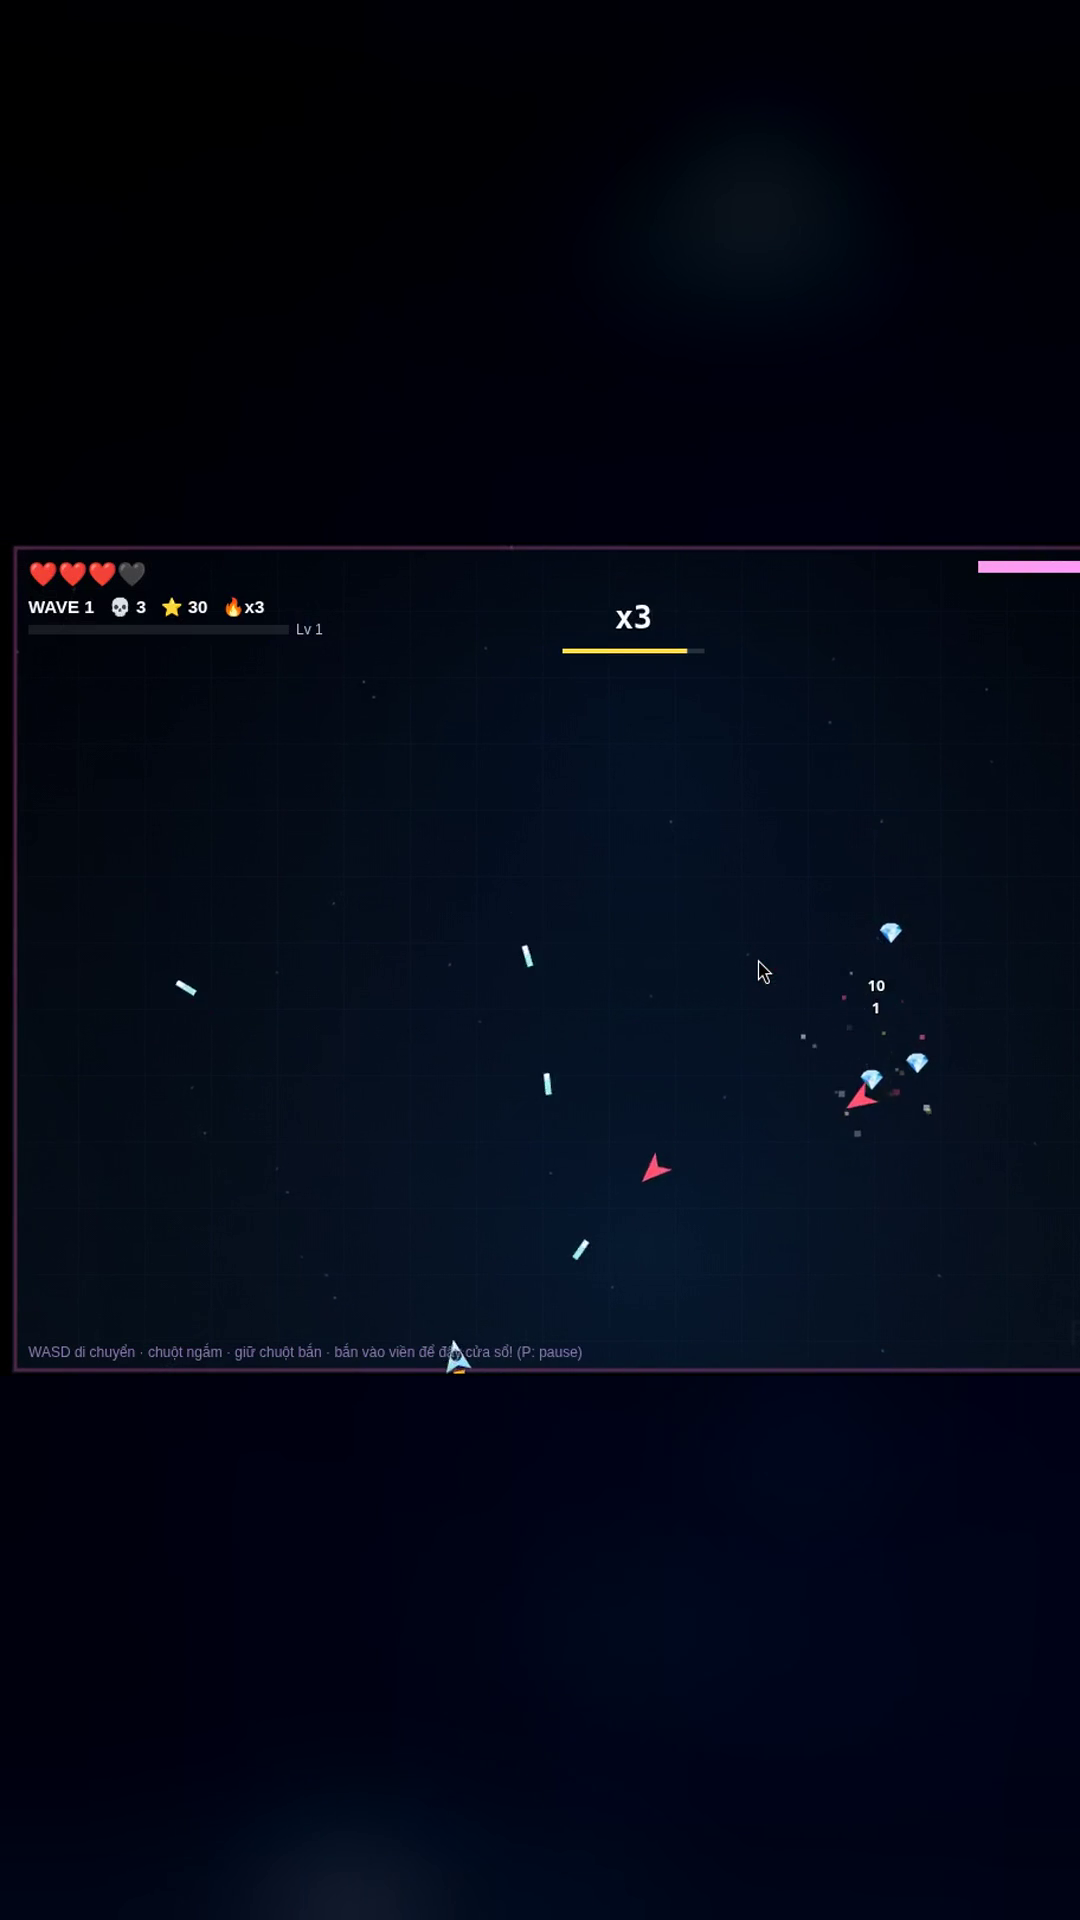 WAVE 1 💀 3 ⭐ 30 🔥x3
Lv 1
x3
10
1
WASD di chuyển · chuột ngắm · giữ chuột bắn · bắn vào viền để đẩy cửa sổ! (P: pause)